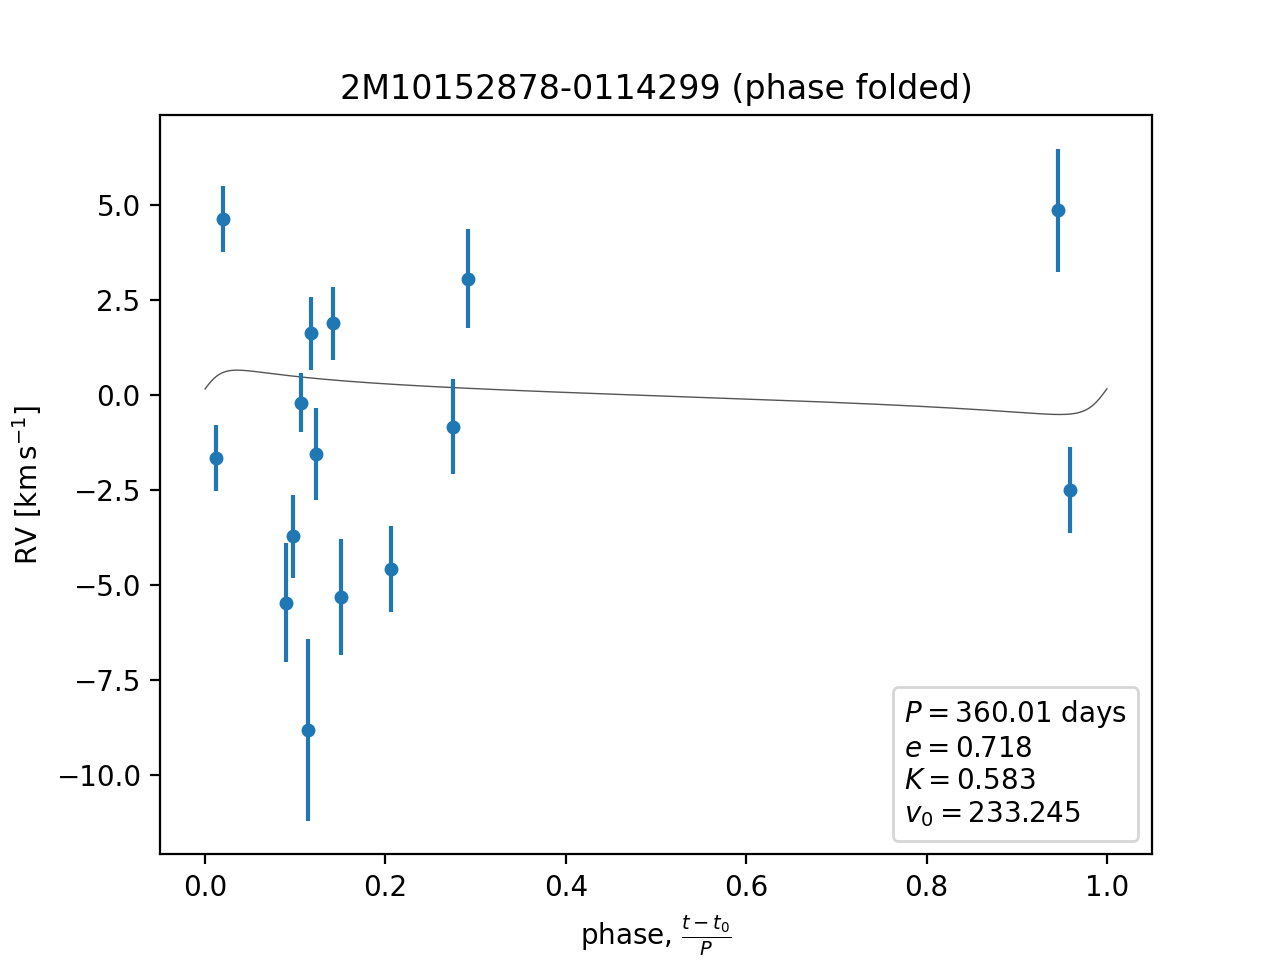 2M10152878-0114299 (phase folded)
RV [km s⁻¹]
5.0
2.5
0.0
−2.5
−5.0
−7.5
−10.0
P = 360.01 days
e = 0.718
K = 0.583
v₀ = 233.245
0.0 0.2 0.4 0.6 0.8 1.0
phase, (t − t₀)/P